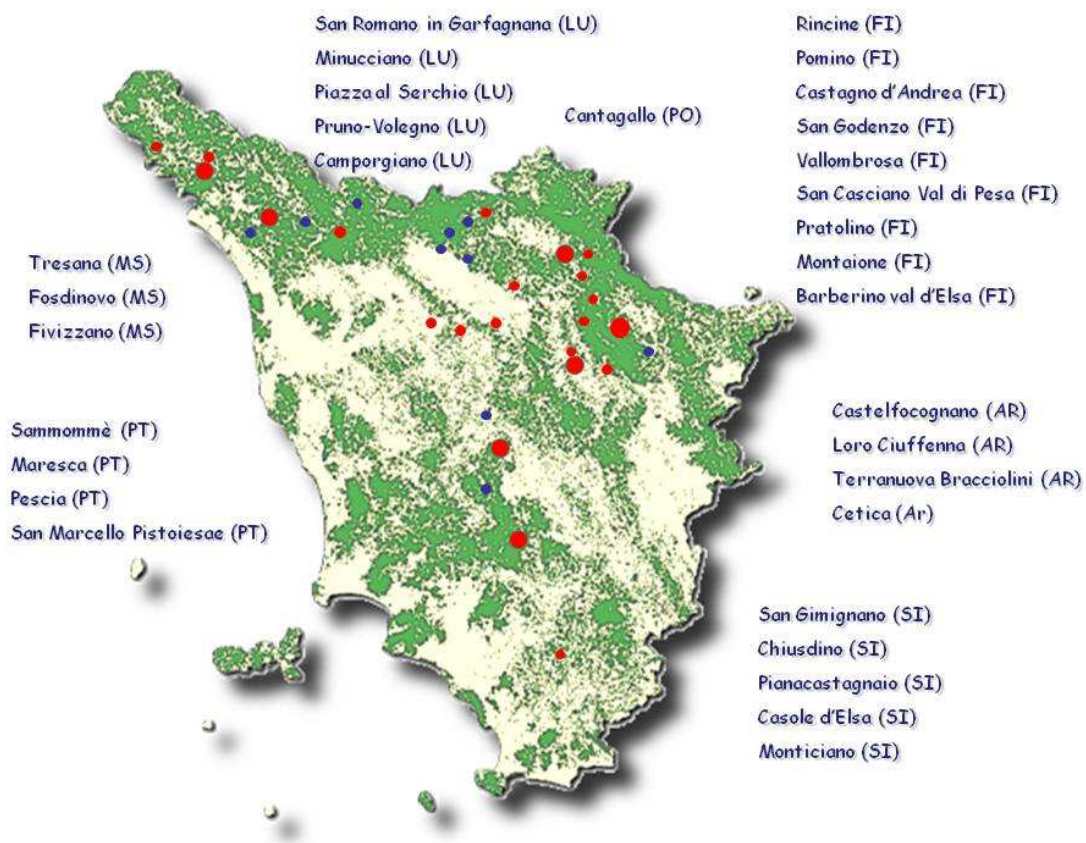 San Romano in Garfagnana (LU)
Minucciano (LU)
Piazza al Serchio (LU)
Pruno-Volegno (LU)
Camporgiano (LU)
Cantagallo (PO)
Rincine (FI)
Pomino (FI)
Castagno d'Andrea (FI)
San Godenzo (FI)
Vallombrosa (FI)
San Casciano Val di Pesa (FI)
Pratolino (FI)
Montaione (FI)
Barberino val d'Elsa (FI)
Tresana (MS)
Fosdinovo (MS)
Fivizzano (MS)
Sammommè (PT)
Maresca (PT)
Pescia (PT)
San Marcello Pistoiesae (PT)
Castelfocognano (AR)
Loro Ciuffenna (AR)
Terranuova Bracciolini (AR)
Cetica (Ar)
San Gimignano (SI)
Chiusdino (SI)
Pianacastagnaio (SI)
Casole d'Elsa (SI)
Monticiano (SI)